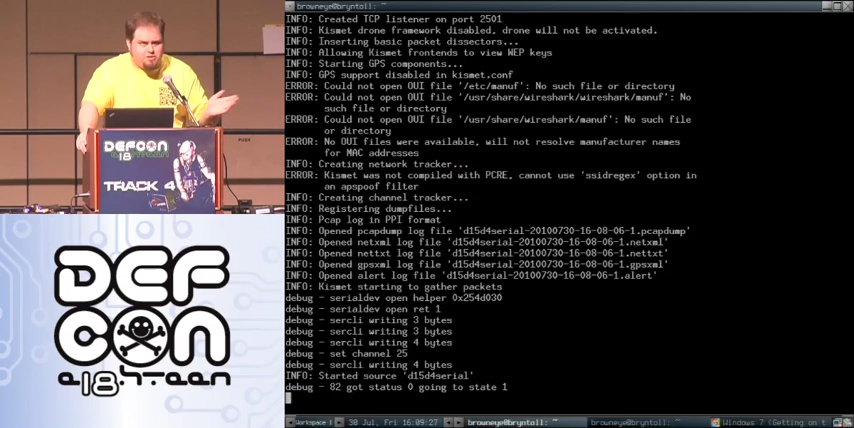 browneye@bryntoll: ~
INFO: Created TCP listener on port 2501
INFO: Kismet drone framework disabled, drone will not be activated.
INFO: Inserting basic packet dissectors...
INFO: Allowing Kismet frontends to view WEP keys
INFO: Starting GPS components...
INFO: GPS support disabled in kismet.conf
ERROR: Could not open OUI file '/etc/manuf': No such file or directory
ERROR: Could not open OUI file '/usr/share/wireshark/wireshark/manuf': No
such file or directory
ERROR: Could not open OUI file '/usr/share/wireshark/manuf': No such file
or directory
ERROR: No OUI files were available, will not resolve manufacturer names
for MAC addresses
INFO: Creating network tracker...
ERROR: Kismet was not compiled with PCRE, cannot use 'ssidregex' option in
an apspoof filter
INFO: Creating channel tracker...
INFO: Registering dumpfiles...
INFO: Pcap log in PPI format
INFO: Opened pcapdump log file 'd15d4serial-20100730-16-08-06-1.pcapdump'
INFO: Opened netxml log file 'd15d4serial-20100730-16-08-06-1.netxml'
INFO: Opened nettxt log file 'd15d4serial-20100730-16-08-06-1.nettxt'
INFO: Opened gpsxml log file 'd15d4serial-20100730-16-08-06-1.gpsxml'
INFO: Opened alert log file 'd15d4serial-20100730-16-08-06-1.alert'
INFO: Kismet starting to gather packets
debug - serialdev open helper 0x254d030
debug - serialdev open ret 1
debug - sercli writing 3 bytes
debug - sercli writing 3 bytes
debug - sercli writing 4 bytes
debug - set channel 25
debug - sercli writing 4 bytes
INFO: Started source 'd15d4serial'
debug - 82 got status 0 going to state 1
Workspace 1
30 Jul, Fri 16:09:27
browneye@bryntoll: ~
browneye@bryntoll: ~
Windows 7 (Getting on t
DEFCON
18
TRACK 4
DEF
CON
e18hteen